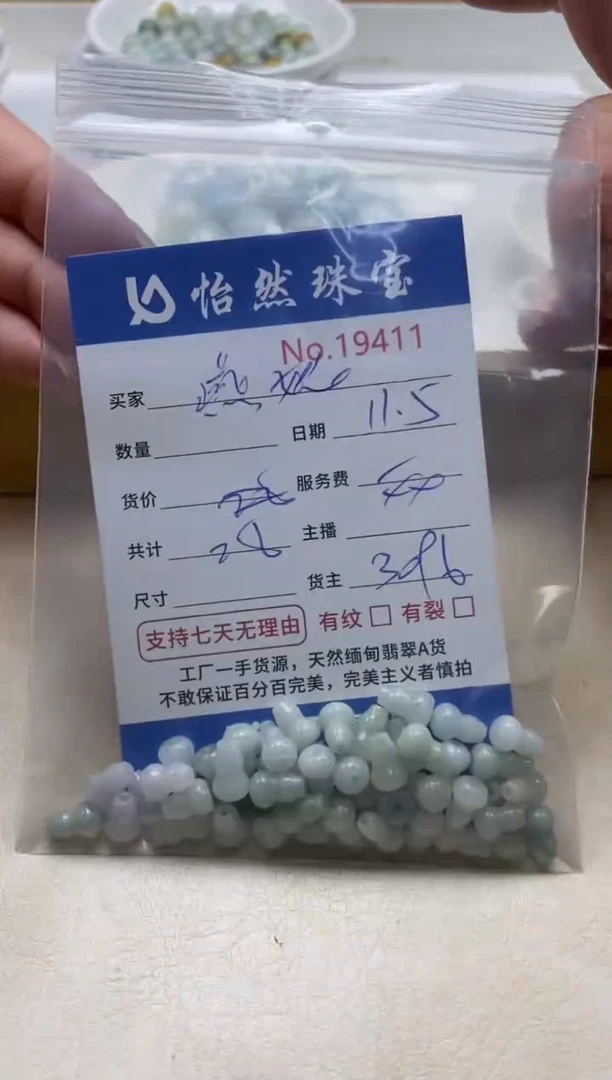 怡然珠宝
No.19411
买家
数量 日期 11.5
货价 服务费
共计 28 主播
尺寸 货主 396
支持七天无理由 有纹 有裂
工厂一手货源，天然缅甸翡翠A货
不敢保证百分百完美，完美主义者慎拍